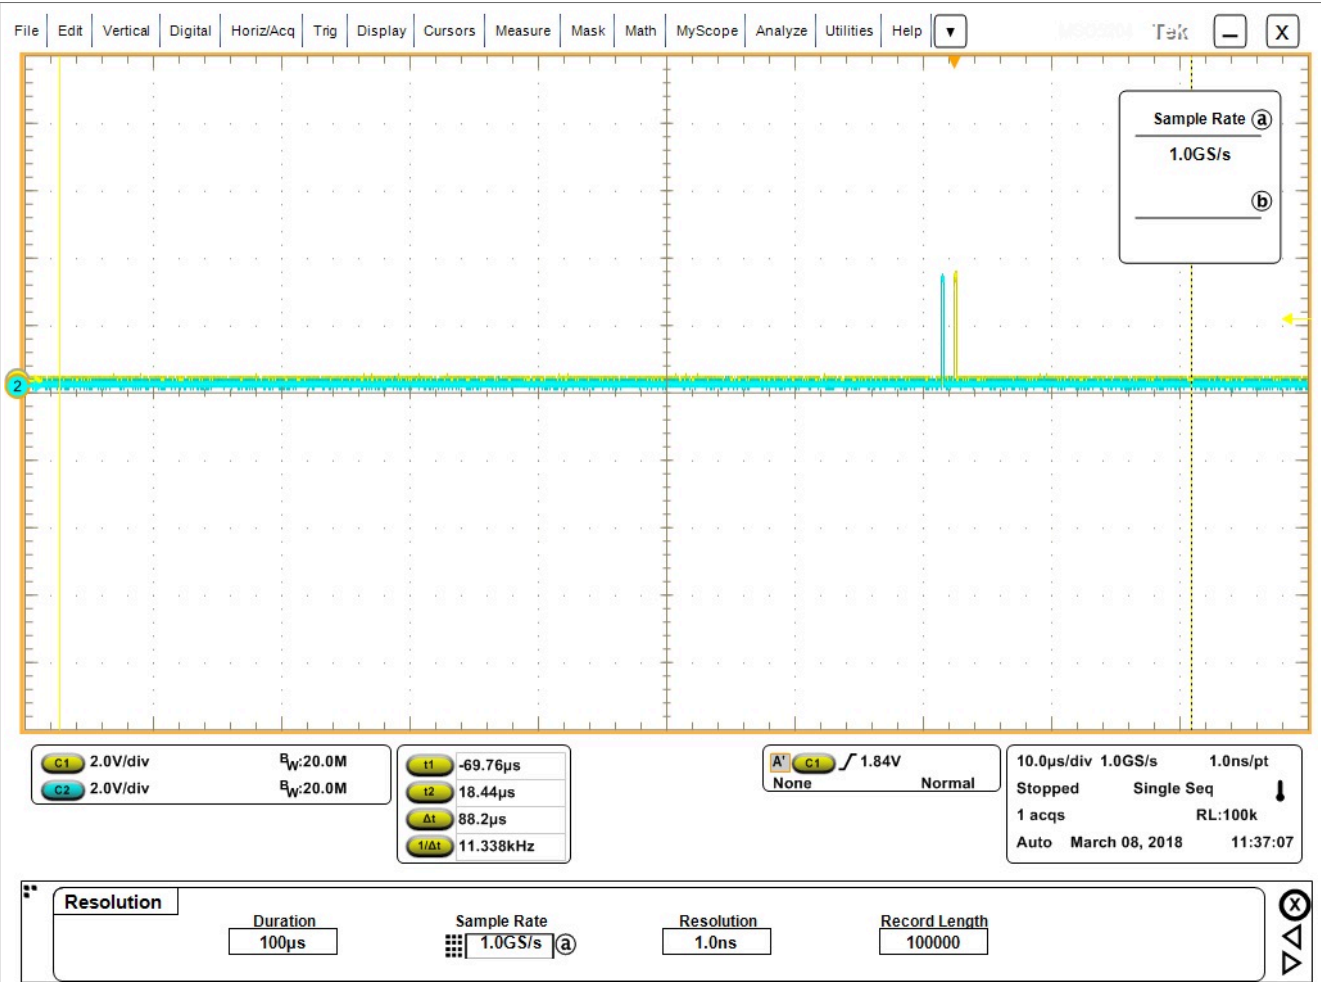 File Edit Vertical Digital Horiz/Acq Trig Display Cursors Measure Mask Math MyScope Analyze Utilities Help Tek X
Sample Rate a
1.0GS/s
b
2
C1 2.0V/div BW:20.0M
C2 2.0V/div BW:20.0M
t1 -69.76µs
t2 18.44µs
Δt 88.2µs
1/Δt 11.338kHz
A' C1 1.84V
None Normal
10.0µs/div 1.0GS/s 1.0ns/pt
Stopped Single Seq
1 acqs RL:100k
Auto March 08, 2018 11:37:07
Resolution
Duration Sample Rate Resolution Record Length
100µs 1.0GS/s a 1.0ns 100000
X